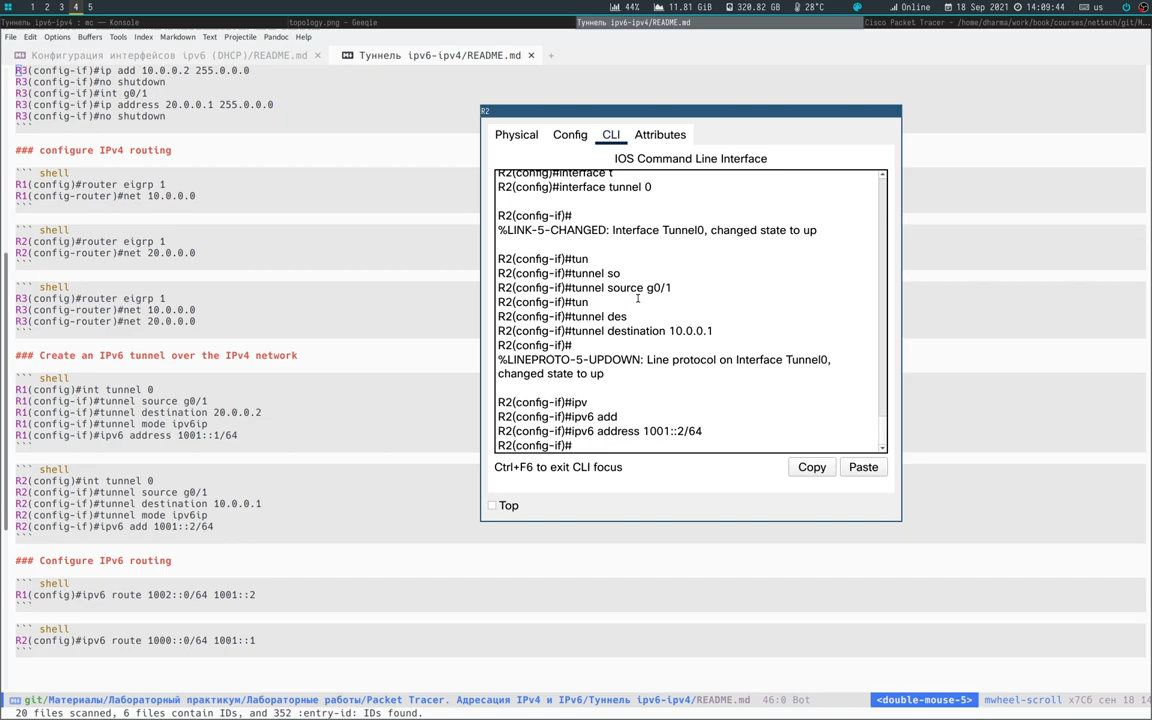 1 2 3 4 5 44% 11.81 GiB 320.82 GB 28°C Online 18 Sep 2021 14:09:44 us
Туннель ipv6-ipv4 : mc — Konsole topology.png – Geeqie Туннель ipv6-ipv4/README.md Cisco Packet Tracer - /home/dharma/work/book/courses/nettech/git/М...
File Edit Options Buffers Tools Index Markdown Text Projectile Pandoc Help
Конфигурация интерфейсов ipv6 (DHCP)/README.md × Туннель ipv6-ipv4/README.md × +
R3(config-if)#ip add 10.0.0.2 255.0.0.0
R3(config-if)#no shutdown
R3(config-if)#int g0/1
R3(config-if)#ip address 20.0.0.1 255.0.0.0
R3(config-if)#no shutdown
```
### configure IPv4 routing
``` shell
R1(config)#router eigrp 1
R1(config-router)#net 10.0.0.0
```
``` shell
R2(config)#router eigrp 1
R2(config-router)#net 20.0.0.0
```
``` shell
R3(config)#router eigrp 1
R3(config-router)#net 10.0.0.0
R3(config-router)#net 20.0.0.0
```
### Create an IPv6 tunnel over the IPv4 network
``` shell
R1(config)#int tunnel 0
R1(config-if)#tunnel source g0/1
R1(config-if)#tunnel destination 20.0.0.2
R1(config-if)#tunnel mode ipv6ip
R1(config-if)#ipv6 address 1001::1/64
```
``` shell
R2(config)#int tunnel 0
R2(config-if)#tunnel source g0/1
R2(config-if)#tunnel destination 10.0.0.1
R2(config-if)#tunnel mode ipv6ip
R2(config-if)#ipv6 add 1001::2/64
```
### Configure IPv6 routing
``` shell
R1(config)#ipv6 route 1002::0/64 1001::2
```
``` shell
R2(config)#ipv6 route 1000::0/64 1001::1
```
R2
Physical Config CLI Attributes
IOS Command Line Interface
R2(config)#interface t
R2(config)#interface tunnel 0
R2(config-if)#
%LINK-5-CHANGED: Interface Tunnel0, changed state to up
R2(config-if)#tun
R2(config-if)#tunnel so
R2(config-if)#tunnel source g0/1
R2(config-if)#tun
R2(config-if)#tunnel des
R2(config-if)#tunnel destination 10.0.0.1
R2(config-if)#
%LINEPROTO-5-UPDOWN: Line protocol on Interface Tunnel0,
changed state to up
R2(config-if)#ipv
R2(config-if)#ipv6 add
R2(config-if)#ipv6 address 1001::2/64
R2(config-if)#
Ctrl+F6 to exit CLI focus Copy Paste
Top
git/Материалы/Лабораторный практикум/Лабораторные работы/Packet Tracer. Адресация IPv4 и IPv6/Туннель ipv6-ipv4/README.md 46:0 Bot <double-mouse-5> mwheel-scroll x7Сб сен 18 14
20 files scanned, 6 files contain IDs, and 352 :entry-id: IDs found.